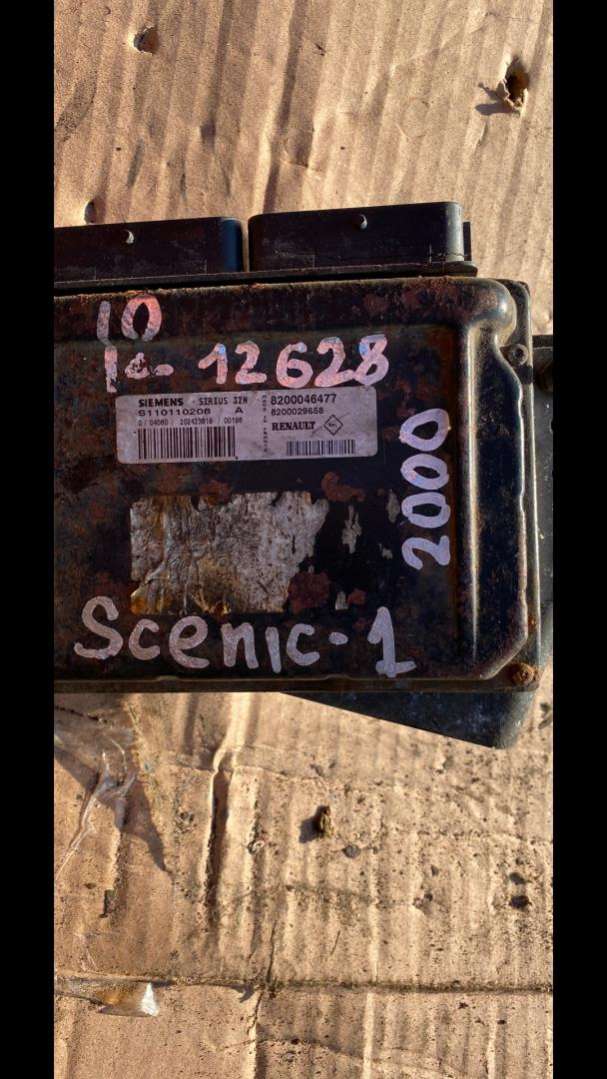 10
12628
SIEMENS - SIRIUS 32N
8200046477
S110110206 A
8200029658
RENAULT
2000
Scenic-1